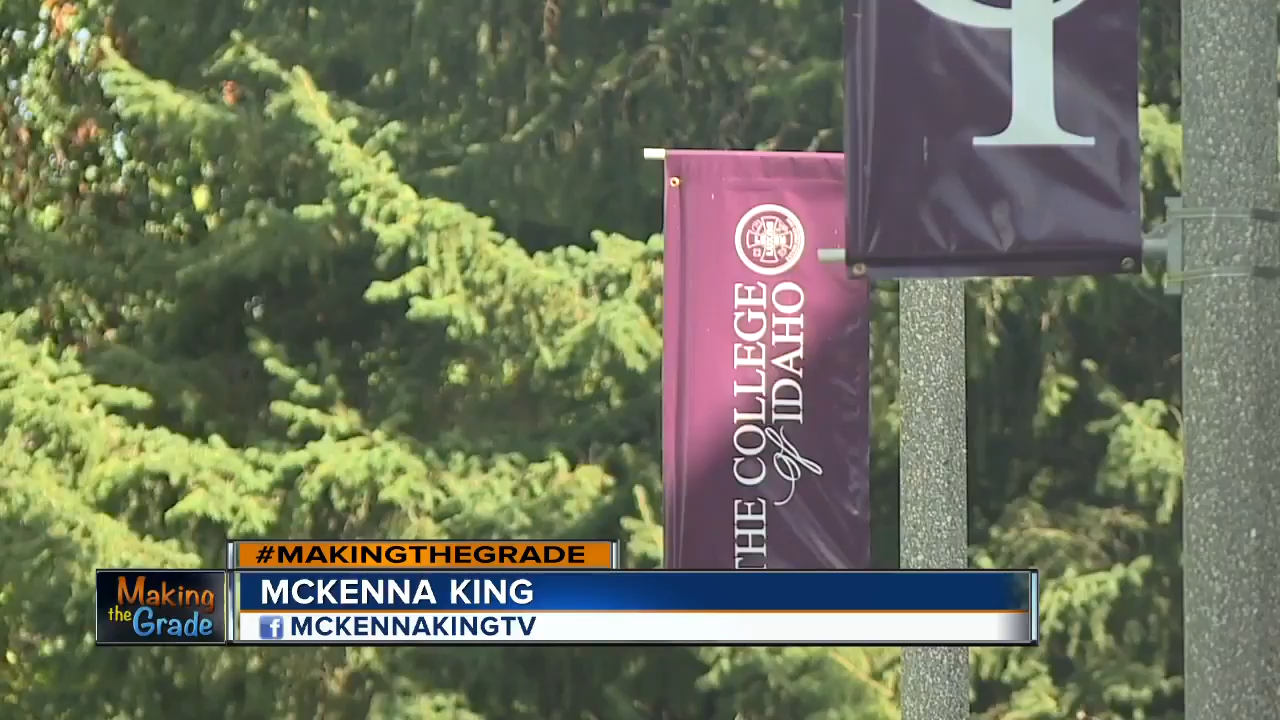 THE COLLEGE
of IDAHO
#MAKINGTHEGRADE
Making
the
Grade
MCKENNA KING
f MCKENNAKINGTV